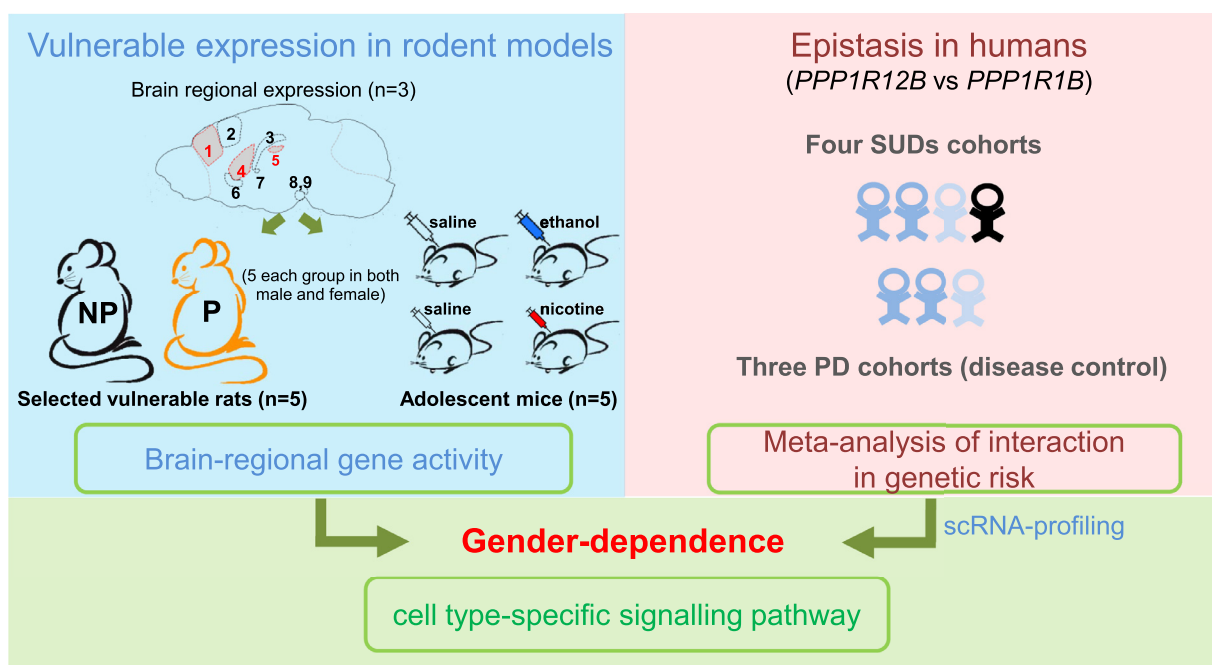 Vulnerable expression in rodent models
Brain regional expression (n=3)
1
2
3
4
5
6
7
8,9
NP
P
(5 each group in both
male and female)
saline
ethanol
saline
nicotine
Selected vulnerable rats (n=5)
Adolescent mice (n=5)
Brain-regional gene activity
Epistasis in humans
(PPP1R12B vs PPP1R1B)
Four SUDs cohorts
Three PD cohorts (disease control)
Meta-analysis of interaction
in genetic risk
Gender-dependence
scRNA-profiling
cell type-specific signalling pathway